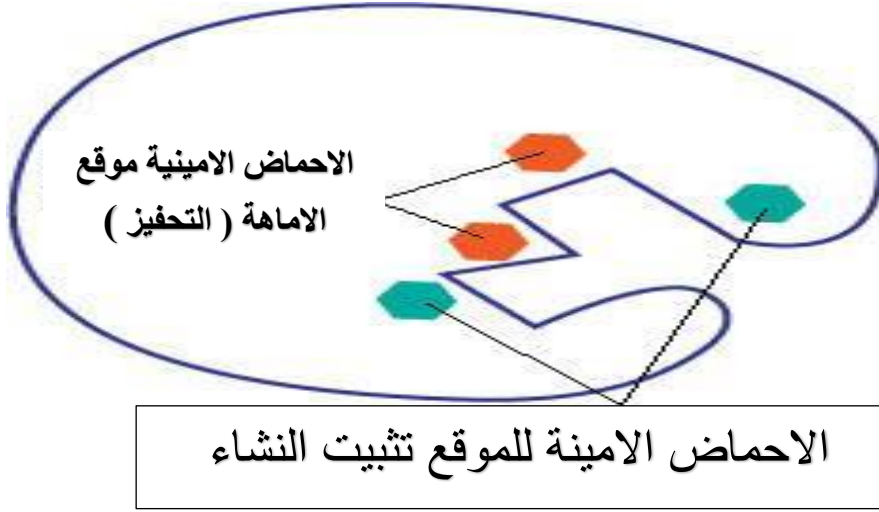 الاحماض الامينية موقع
الاماهة ( التحفيز )
الاحماض الامينة للموقع تثبيت النشاء